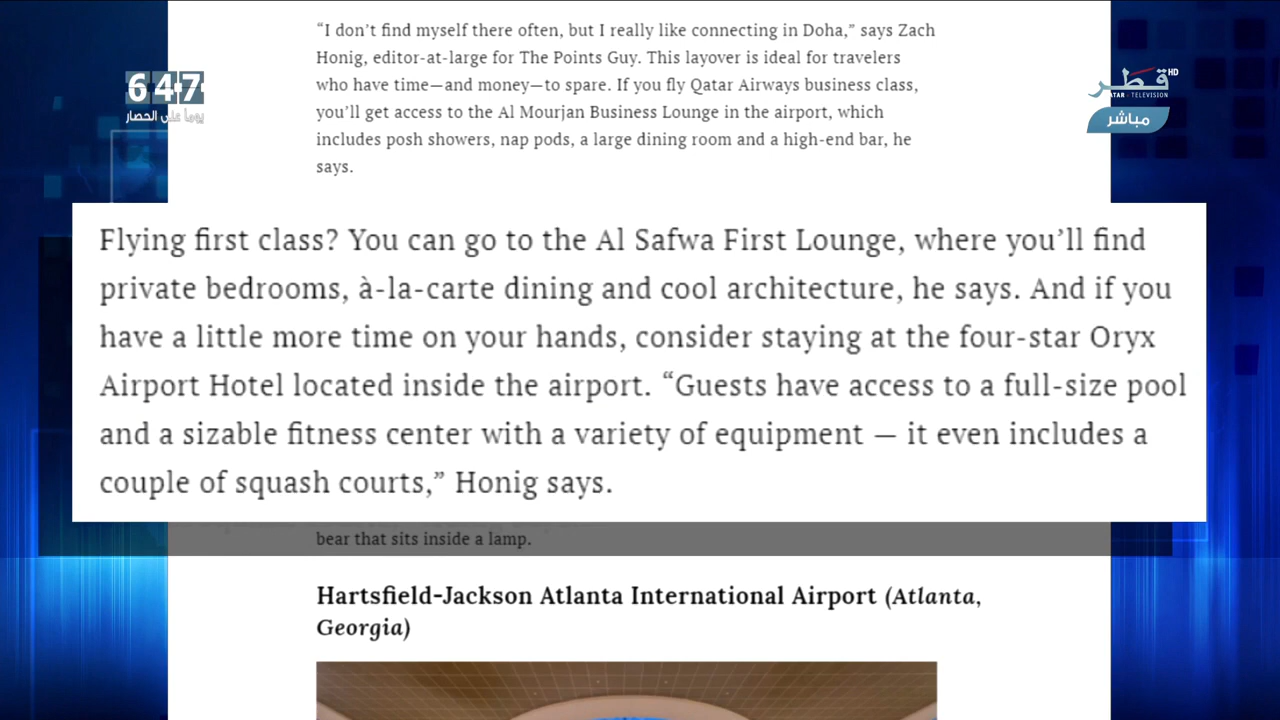 “I don’t find myself there often, but I really like connecting in Doha,” says Zach
Honig, editor-at-large for The Points Guy. This layover is ideal for travelers
who have time—and money—to spare. If you fly Qatar Airways business class,
you’ll get access to the Al Mourjan Business Lounge in the airport, which
includes posh showers, nap pods, a large dining room and a high-end bar, he
says.
647
يوماً على الحصار
قطر HD
QATAR - TELEVISION
مباشر
Flying first class? You can go to the Al Safwa First Lounge, where you’ll find
private bedrooms, à-la-carte dining and cool architecture, he says. And if you
have a little more time on your hands, consider staying at the four-star Oryx
Airport Hotel located inside the airport. “Guests have access to a full-size pool
and a sizable fitness center with a variety of equipment — it even includes a
couple of squash courts,” Honig says.
bear that sits inside a lamp.
Hartsfield-Jackson Atlanta International Airport (Atlanta,
Georgia)